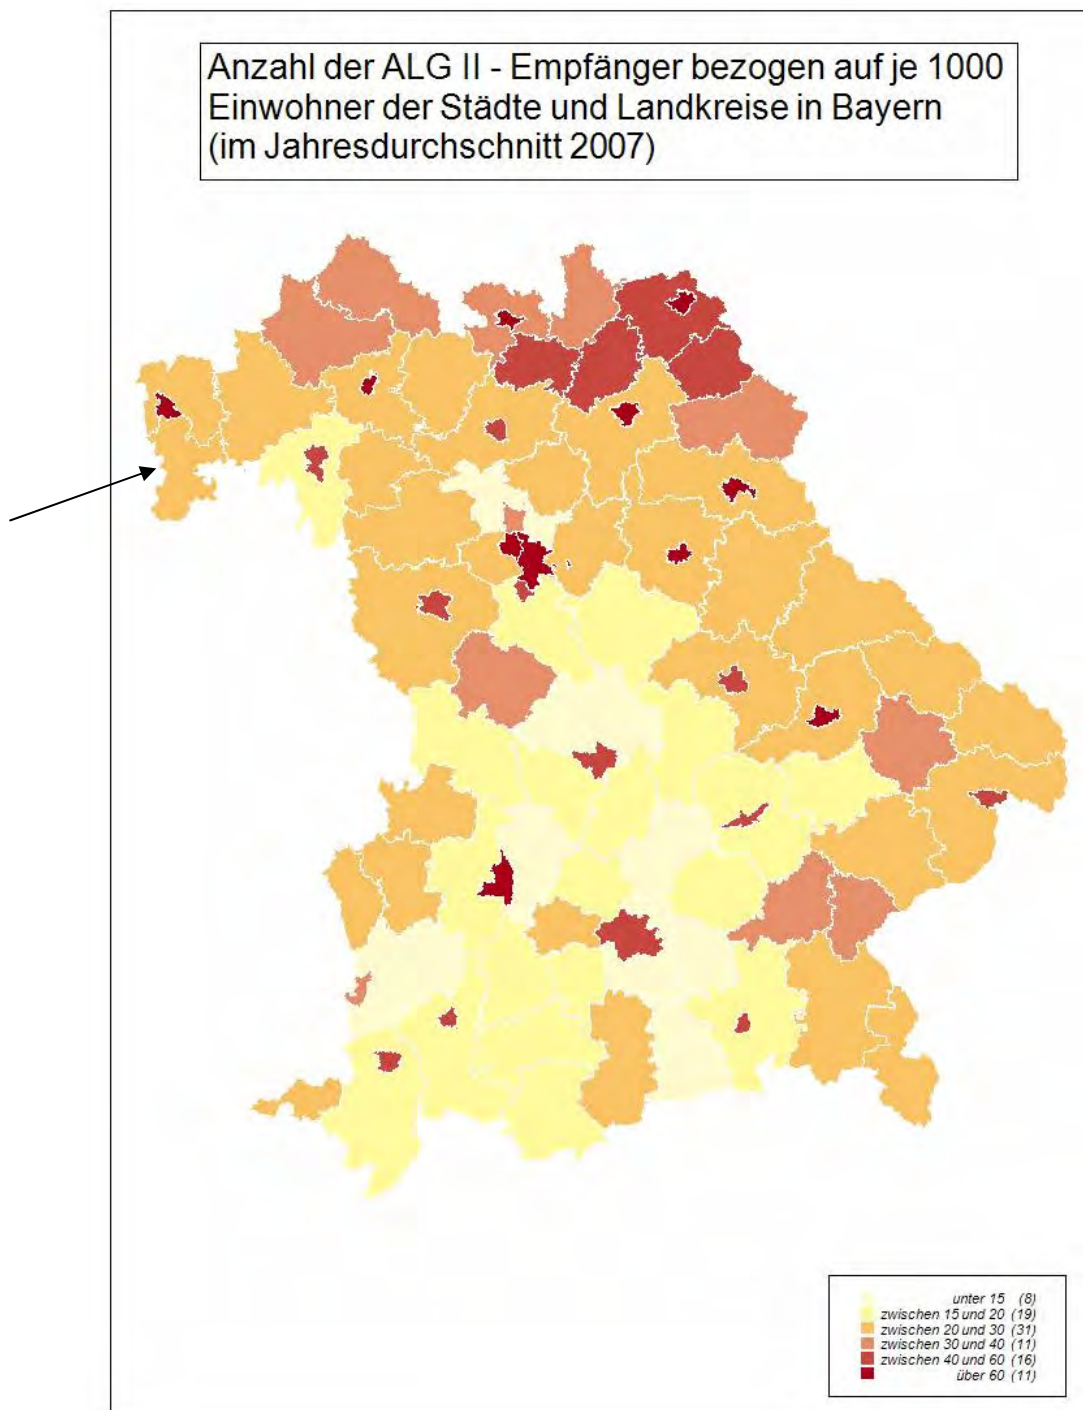 Anzahl der ALG II - Empfänger bezogen auf je 1000
Einwohner der Städte und Landkreise in Bayern
(im Jahresdurchschnitt 2007)
unter 15 (8)
zwischen 15 und 20 (19)
zwischen 20 und 30 (31)
zwischen 30 und 40 (11)
zwischen 40 und 60 (16)
über 60 (11)